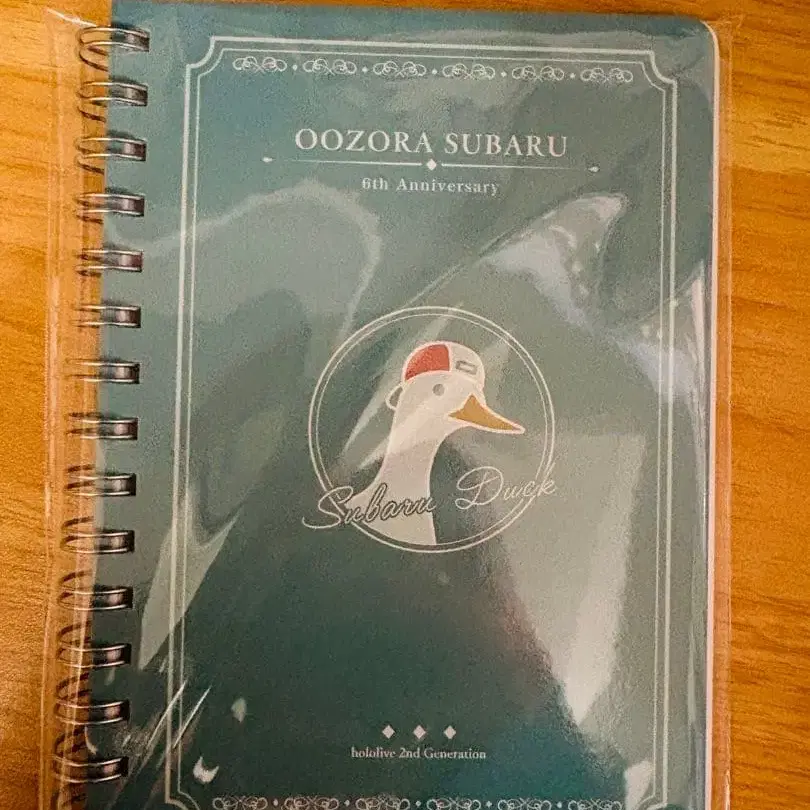 OOZORA SUBARU
6th Anniversary
Subaru Duck
hololive 2nd Generation